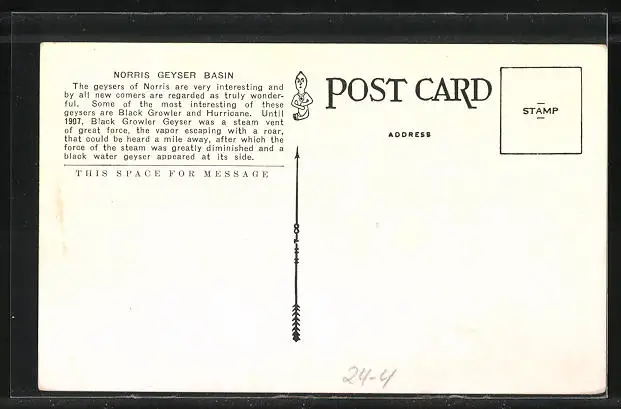 NORRIS GEYSER BASIN
The geysers of Norris are very interesting and
by all new comers are regarded as truly wonder-
ful. Some of the most interesting of these
geysers are Black Growler and Hurricane. Until
1907, Black Growler Geyser was a steam vent
of great force, the vapor escaping with a roar,
that could be heard a mile away, after which the
force of the steam was greatly diminished and a
black water geyser appeared at its side.
THIS SPACE FOR MESSAGE
POST CARD
ADDRESS
STAMP
24-4